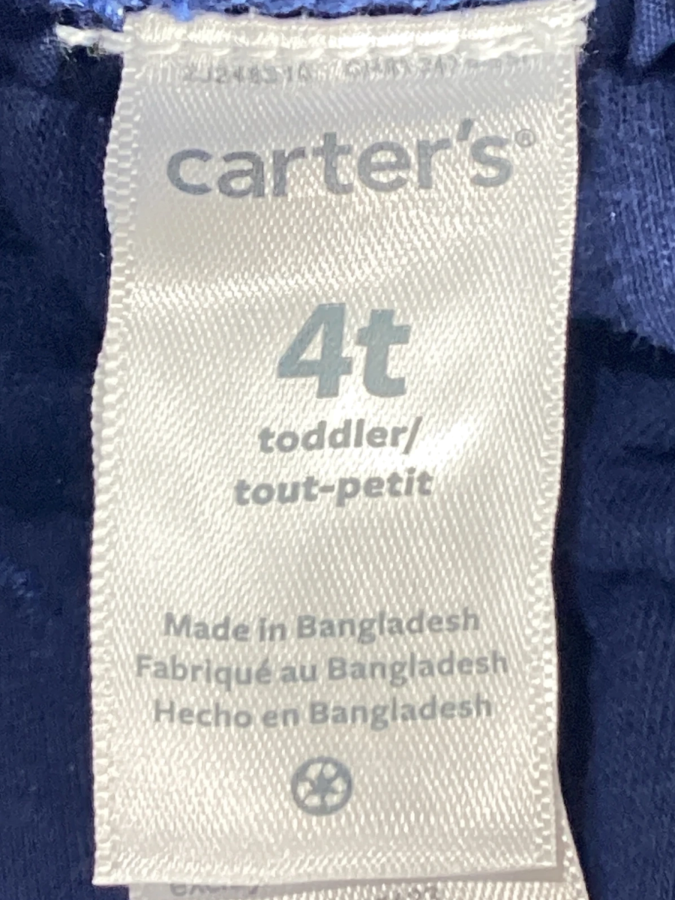 carter's®
4t
toddler/
tout-petit
Made in Bangladesh
Fabriqué au Bangladesh
Hecho en Bangladesh